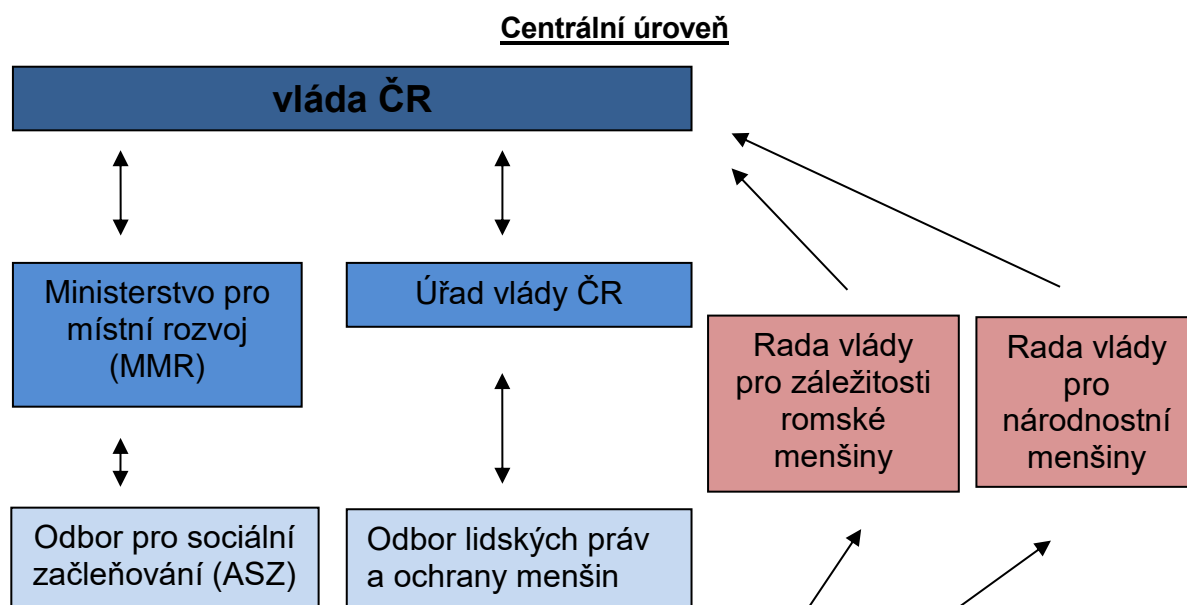 Centrální úroveň
vláda ČR
Ministerstvo pro
místní rozvoj
(MMR)
Úřad vlády ČR
Rada vlády
pro záležitosti
romské
menšiny
Rada vlády
pro
národnostní
menšiny
Odbor pro sociální
začleňování (ASZ)
Odbor lidských práv
a ochrany menšin